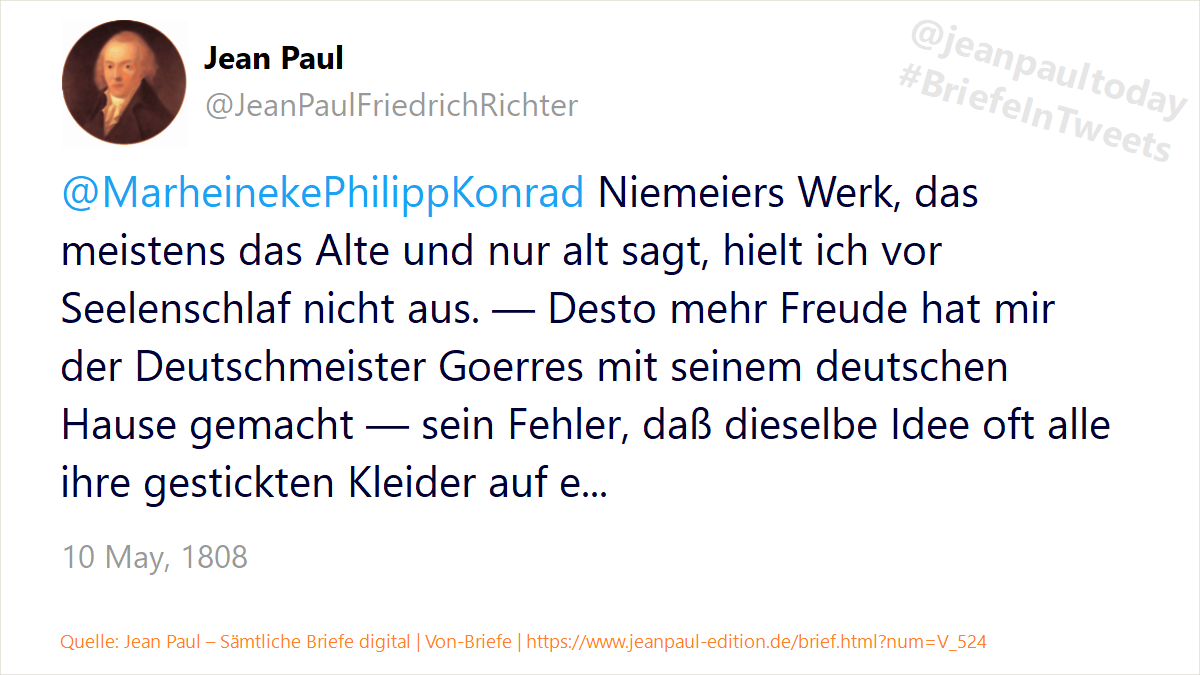 Jean Paul
@JeanPaulFriedrichRichter
@jeanpaultoday
#BriefeInTweets
@MarheinekePhilippKonrad Niemeiers Werk, das
meistens das Alte und nur alt sagt, hielt ich vor
Seelenschlaf nicht aus. — Desto mehr Freude hat mir
der Deutschmeister Goerres mit seinem deutschen
Hause gemacht — sein Fehler, daß dieselbe Idee oft alle
ihre gestickten Kleider auf e...
10 May, 1808
Quelle: Jean Paul – Sämtliche Briefe digital | Von-Briefe | https://www.jeanpaul-edition.de/brief.html?num=V_524